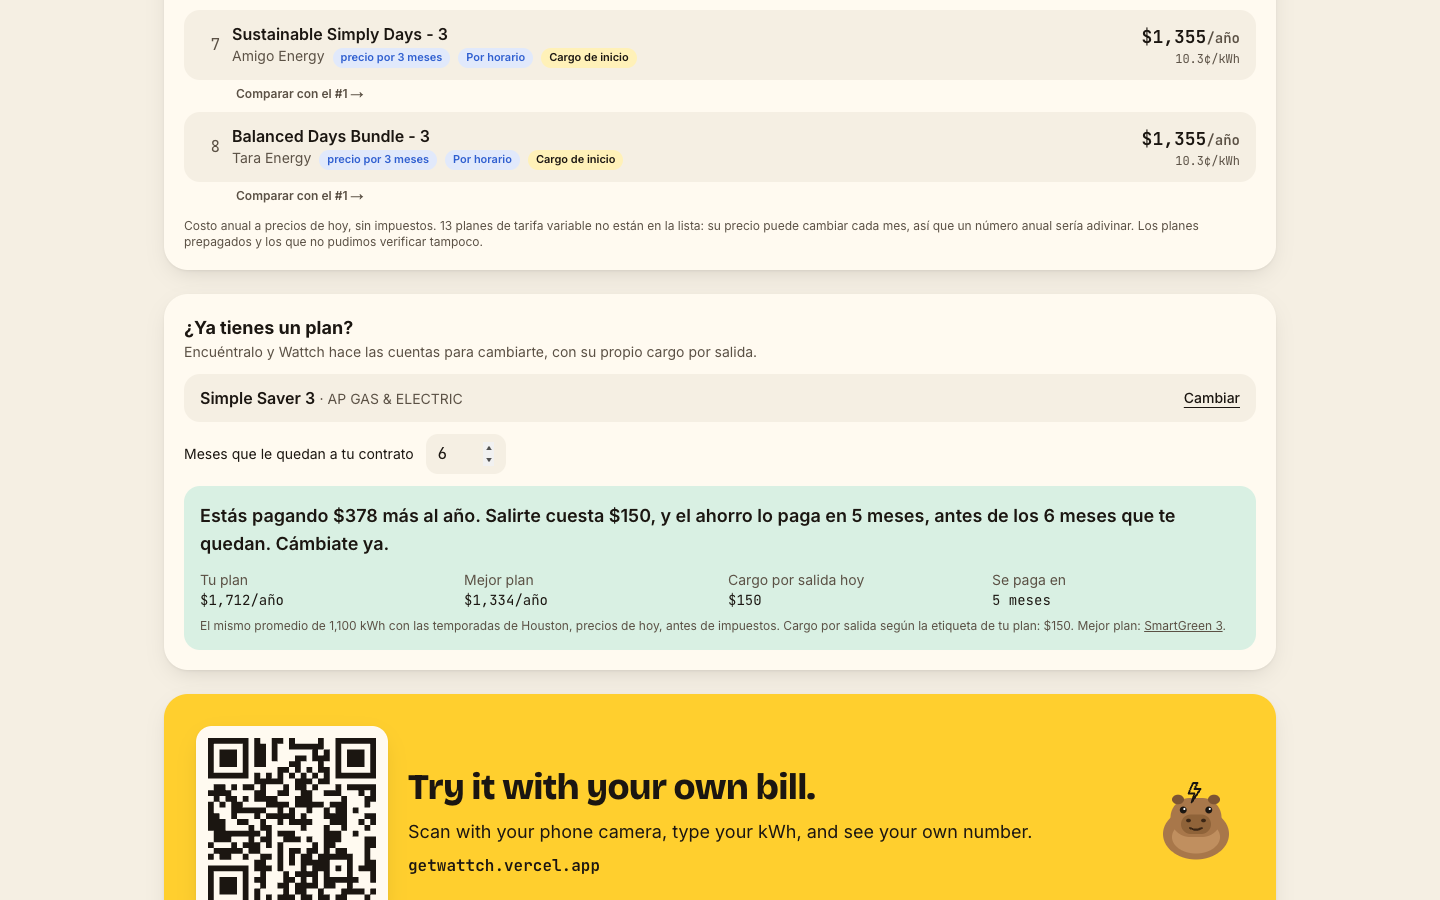 7
Sustainable Simply Days - 3
$1,355/año
Amigo Energy precio por 3 meses Por horario Cargo de inicio
10.3¢/kWh
Comparar con el #1 →
8
Balanced Days Bundle - 3
$1,355/año
Tara Energy precio por 3 meses Por horario Cargo de inicio
10.3¢/kWh
Comparar con el #1 →
Costo anual a precios de hoy, sin impuestos. 13 planes de tarifa variable no están en la lista: su precio puede cambiar cada mes, así que un número anual sería adivinar. Los planes
prepagados y los que no pudimos verificar tampoco.
¿Ya tienes un plan?
Encuéntralo y Wattch hace las cuentas para cambiarte, con su propio cargo por salida.
Simple Saver 3 · AP GAS & ELECTRIC
Cambiar
Meses que le quedan a tu contrato 6
Estás pagando $378 más al año. Salirte cuesta $150, y el ahorro lo paga en 5 meses, antes de los 6 meses que te
quedan. Cámbiate ya.
Tu plan Mejor plan Cargo por salida hoy Se paga en
$1,712/año $1,334/año $150 5 meses
El mismo promedio de 1,100 kWh con las temporadas de Houston, precios de hoy, antes de impuestos. Cargo por salida según la etiqueta de tu plan: $150. Mejor plan: SmartGreen 3.
Try it with your own bill.
Scan with your phone camera, type your kWh, and see your own number.
getwattch.vercel.app